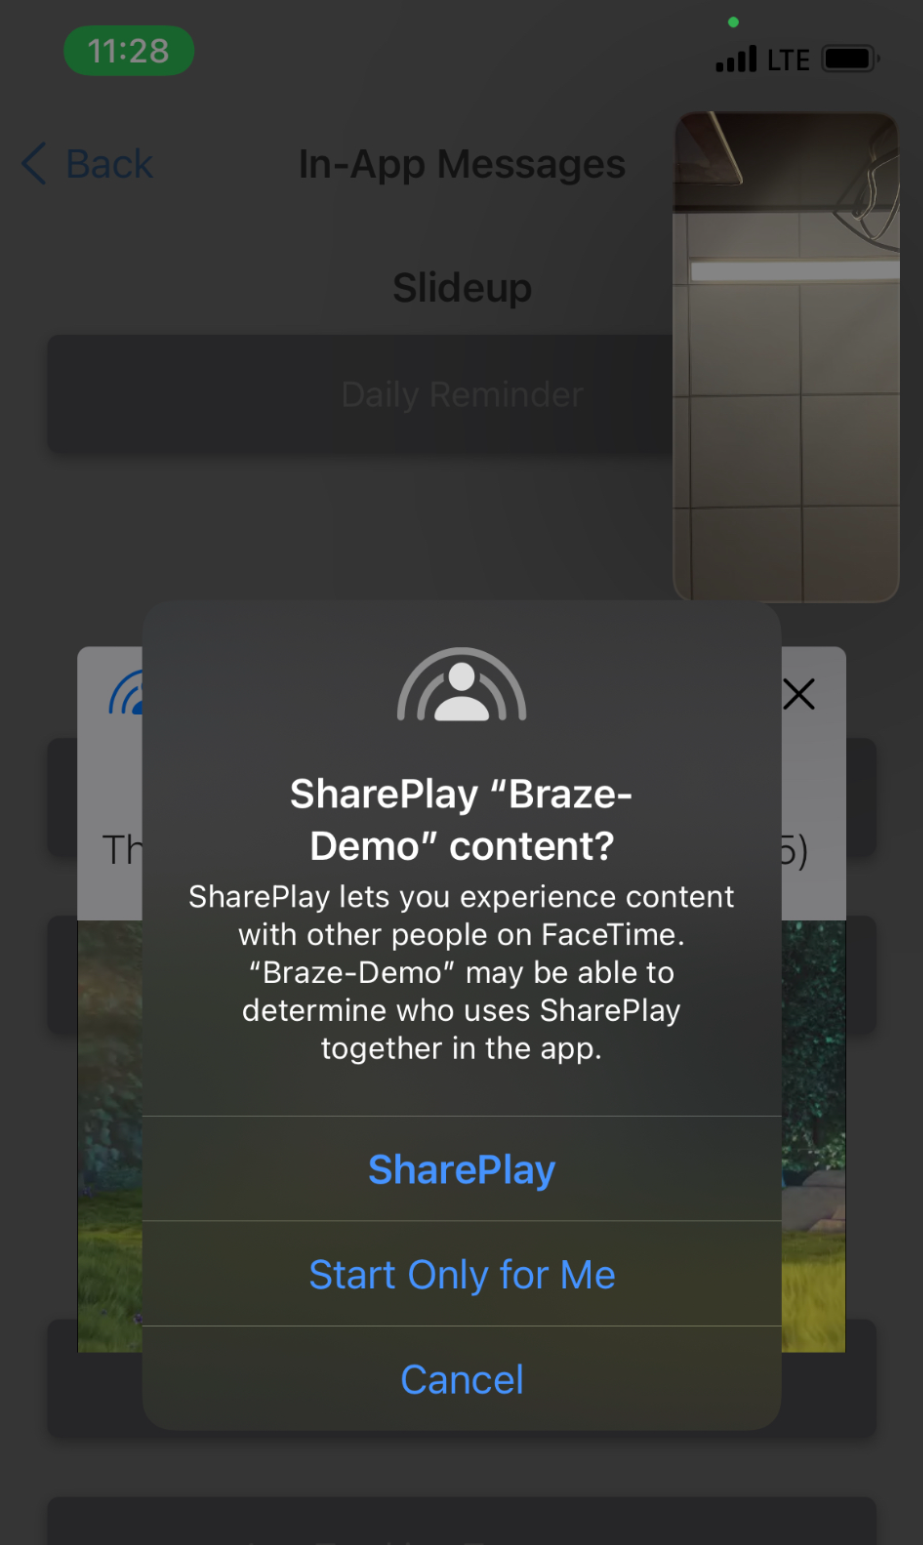 11:28
LTE
Back
In-App Messages
Slideup
Daily Reminder
SharePlay “Braze-
Demo” content?
Th
5)
SharePlay lets you experience content
with other people on FaceTime.
“Braze-Demo” may be able to
determine who uses SharePlay
together in the app.
SharePlay
Start Only for Me
Cancel